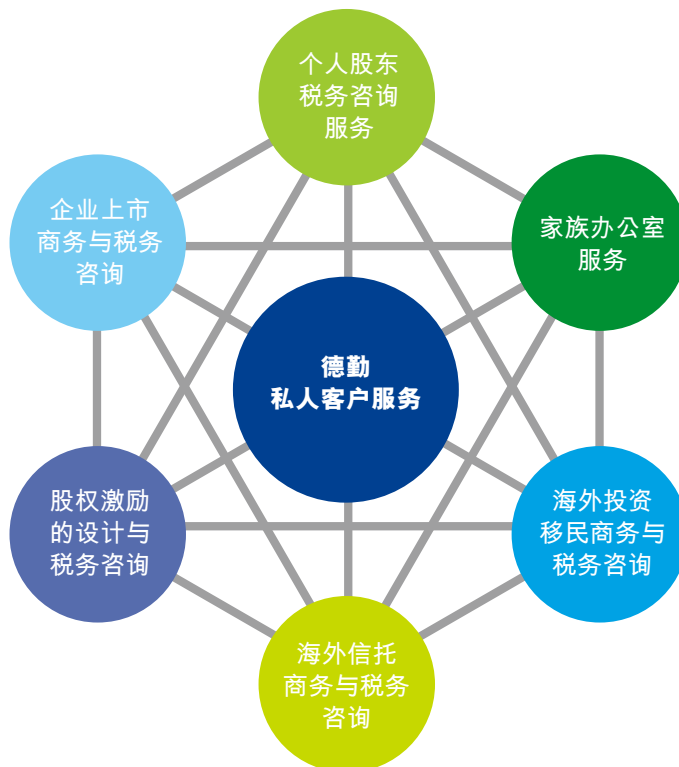 个人股东
税务咨询
服务
企业上市
商务与税务
咨询
家族办公室
服务
德勤
私人客户服务
股权激励
的设计与
税务咨询
海外投资
移民商务与
税务咨询
海外信托
商务与税务
咨询